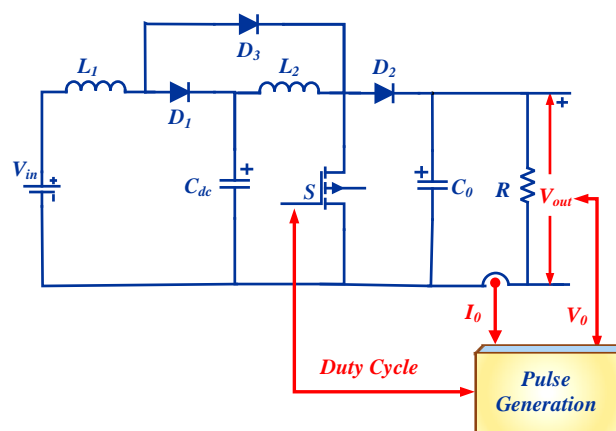 D3
L1
L2
D2
D1
+
Vin
+
-
Cdc
+
S
+
C0
R
Vout
I0
V0
Duty Cycle
Pulse
Generation